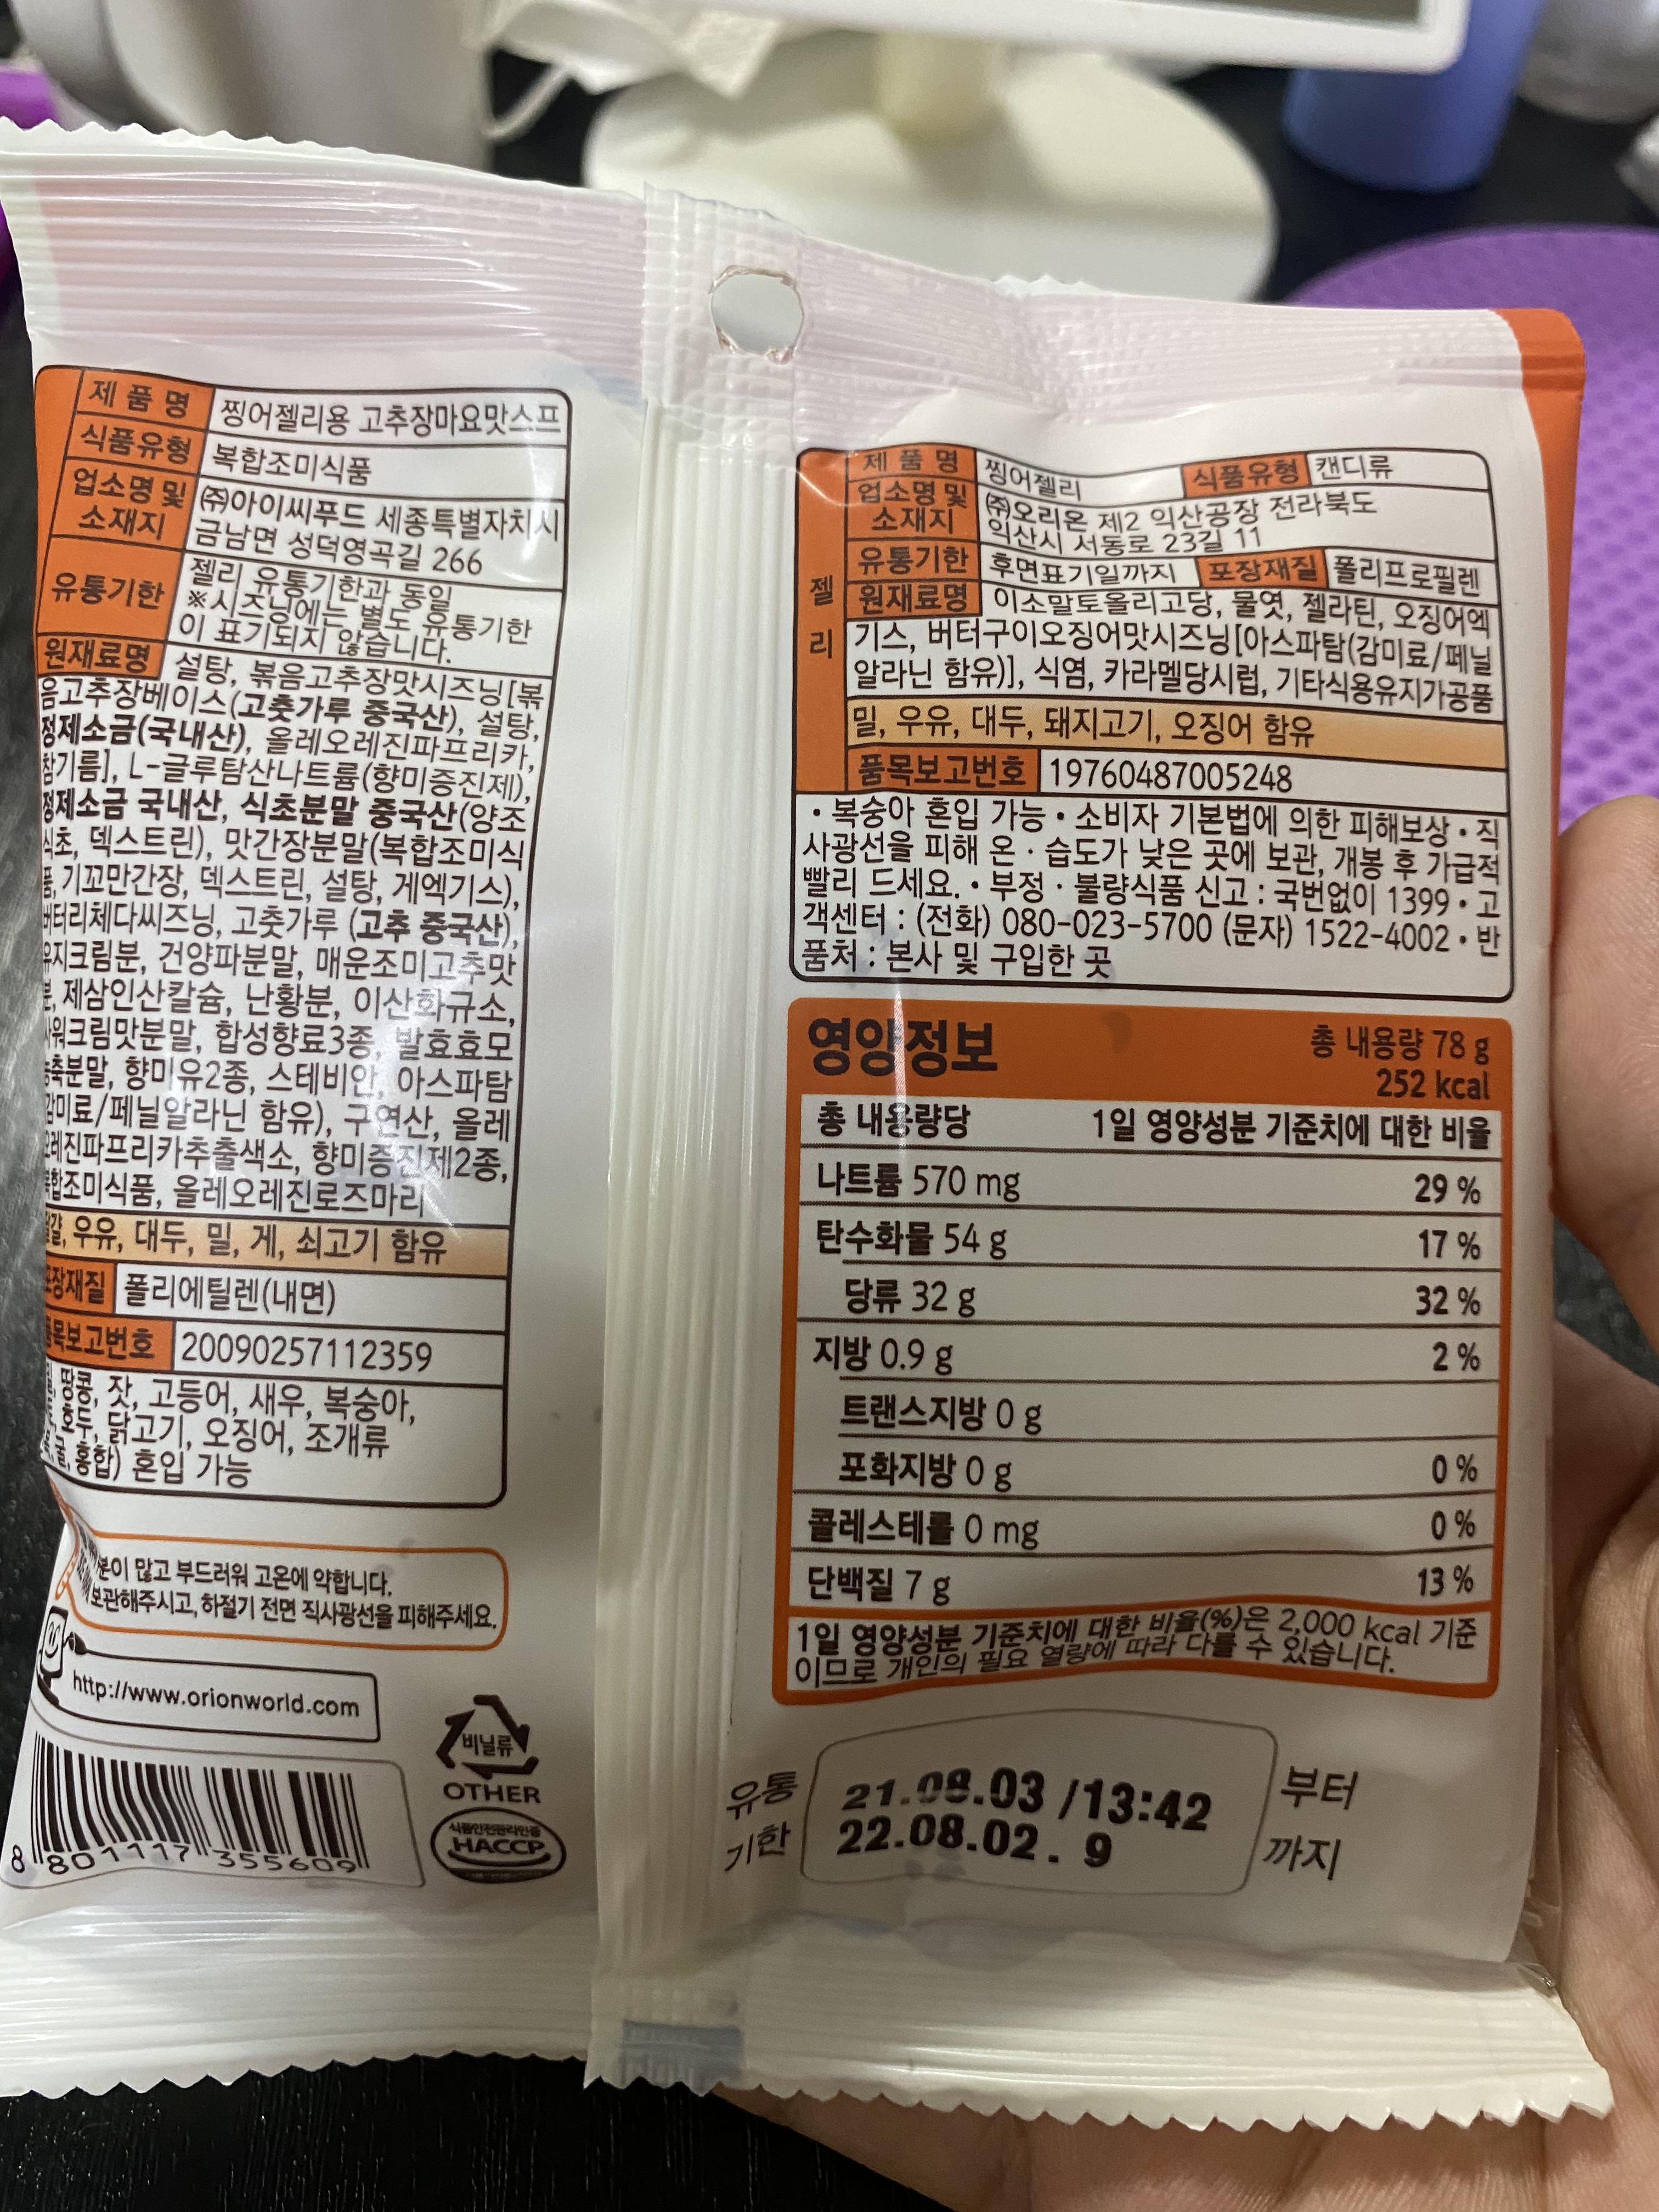 제 품 명 찡어젤리용 고추장마요맛스프
식품유형 복합조미식품
업소명 및 소재지 ㈜아이씨푸드 세종특별자치시
금남면 성덕영곡길 266
유통기한 젤리 유통기한과 동일
※시즈닝에는 별도 유통기한
이 표기되지 않습니다.
원재료명 설탕, 볶음고추장맛시즈닝[볶
음고추장베이스(고춧가루 중국산), 설탕,
정제소금(국내산), 올레오레진파프리카,
참기름], L-글루탐산나트륨(향미증진제),
정제소금 국내산, 식초분말 중국산(양조
식초, 덱스트린), 맛간장분말(복합조미식
품, 기꼬만간장, 덱스트린, 설탕, 게엑기스),
버터리체다씨즈닝, 고춧가루 (고추 중국산),
유지크림분, 건양파분말, 매운조미고추맛
분, 제삼인산칼슘, 난황분, 이산화규소,
사워크림맛분말, 합성향료3종, 발효효모
농축분말, 향미유2종, 스테비안, 아스파탐
(감미료/페닐알라닌 함유), 구연산, 올레
오레진파프리카추출색소, 향미증진제2종,
복합조미식품, 올레오레진로즈마리
달걀, 우유, 대두, 밀, 게, 쇠고기 함유
포장재질 폴리에틸렌(내면)
품목보고번호 20090257112359
땅콩, 잣, 고등어, 새우, 복숭아,
호두, 닭고기, 오징어, 조개류
굴, 홍합) 혼입 가능
많고 부드러워 고온에 약합니다.
보관해주시고, 하절기 전면 직사광선을 피해주세요.
http://www.orionworld.com
비닐류
OTHER
식품안전관리인증
HACCP
8 801117 355609
젤리
제 품 명 찡어젤리 식품유형 캔디류
업소명 및 소재지 ㈜오리온 제2 익산공장 전라북도
익산시 서동로 23길 11
유통기한 후면표기일까지 포장재질 폴리프로필렌
원재료명 이소말토올리고당, 물엿, 젤라틴, 오징어엑
기스, 버터구이오징어맛시즈닝[아스파탐(감미료/페닐
알라닌 함유)], 식염, 카라멜당시럽, 기타식용유지가공품
밀, 우유, 대두, 돼지고기, 오징어 함유
품목보고번호 19760487005248
• 복숭아 혼입 가능 • 소비자 기본법에 의한 피해보상 • 직
사광선을 피해 온 · 습도가 낮은 곳에 보관, 개봉 후 가급적
빨리 드세요. • 부정 · 불량식품 신고 : 국번없이 1399 • 고
객센터 : (전화) 080-023-5700 (문자) 1522-4002 • 반
품처 : 본사 및 구입한 곳
영양정보 총 내용량 78 g
252 kcal
총 내용량당 1일 영양성분 기준치에 대한 비율
나트륨 570 mg 29 %
탄수화물 54 g 17 %
당류 32 g 32 %
지방 0.9 g 2 %
트랜스지방 0 g
포화지방 0 g 0 %
콜레스테롤 0 mg 0 %
단백질 7 g 13 %
1일 영양성분 기준치에 대한 비율(%)은 2,000 kcal 기준
이므로 개인의 필요 열량에 따라 다를 수 있습니다.
유통기한
21.08.03 /13:42 부터
22.08.02. 9 까지